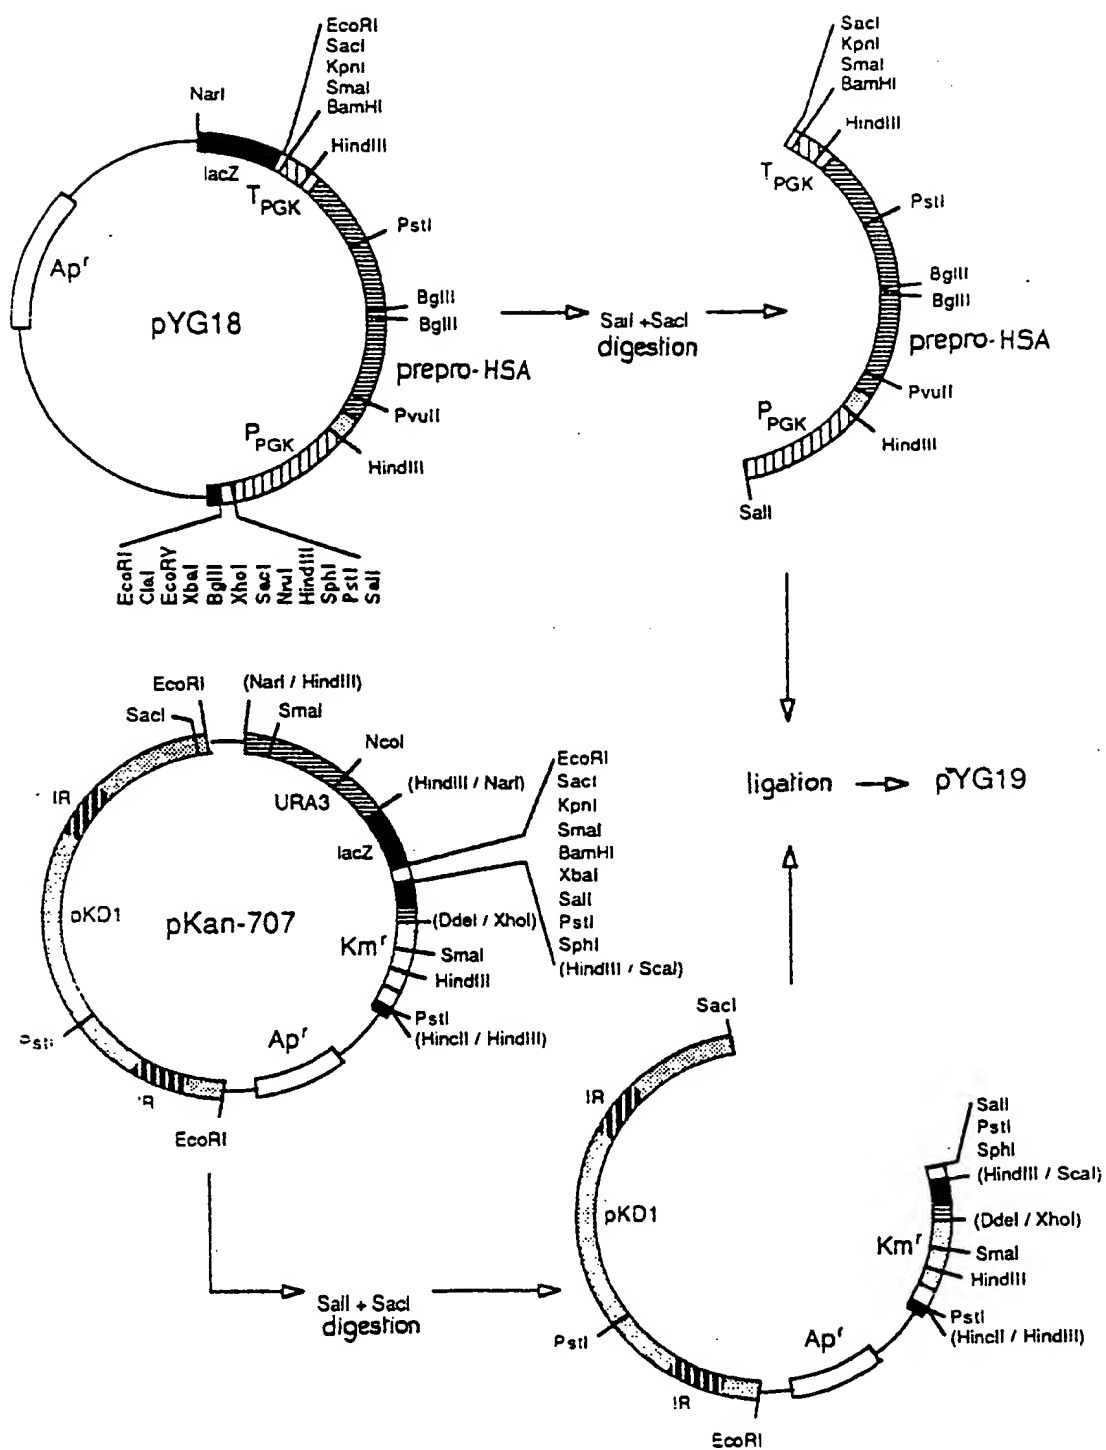 EcoRI
SacI
KpnI
SmaI
BamHI
NarI
HindIII
lacZ
TPGK
PstI
Apʳ
pYG18
BglII
BglII
prepro-HSA
PvuII
PPGK
HindIII
EcoRI
ClaI
EcoRV
XbaI
BglII
XhoI
SacI
NruI
HindIII
SphI
PstI
SalI
SalI +SacI
digestion
SacI
KpnI
SmaI
BamHI
HindIII
TPGK
PstI
BglII
BglII
prepro-HSA
PvuII
PPGK
HindIII
SalI
EcoRI
(NarI / HindIII)
SacI
SmaI
NcoI
IR
URA3
(HindIII / NarI)
lacZ
EcoRI
SacI
KpnI
SmaI
BamHI
XbaI
SalI
PstI
SphI
(HindIII / ScaI)
pKD1
pKan-707
(DdeI / XhoI)
Kmʳ
SmaI
HindIII
PstI
(HincII / HindIII)
PstI
Apʳ
IR
EcoRI
ligation
pYG19
SalI + SacI
digestion
SacI
IR
SalI
PstI
SphI
(HindIII / ScaI)
pKD1
(DdeI / XhoI)
Kmʳ
SmaI
HindIII
PstI
(HincII / HindIII)
PstI
Apʳ
IR
EcoRI